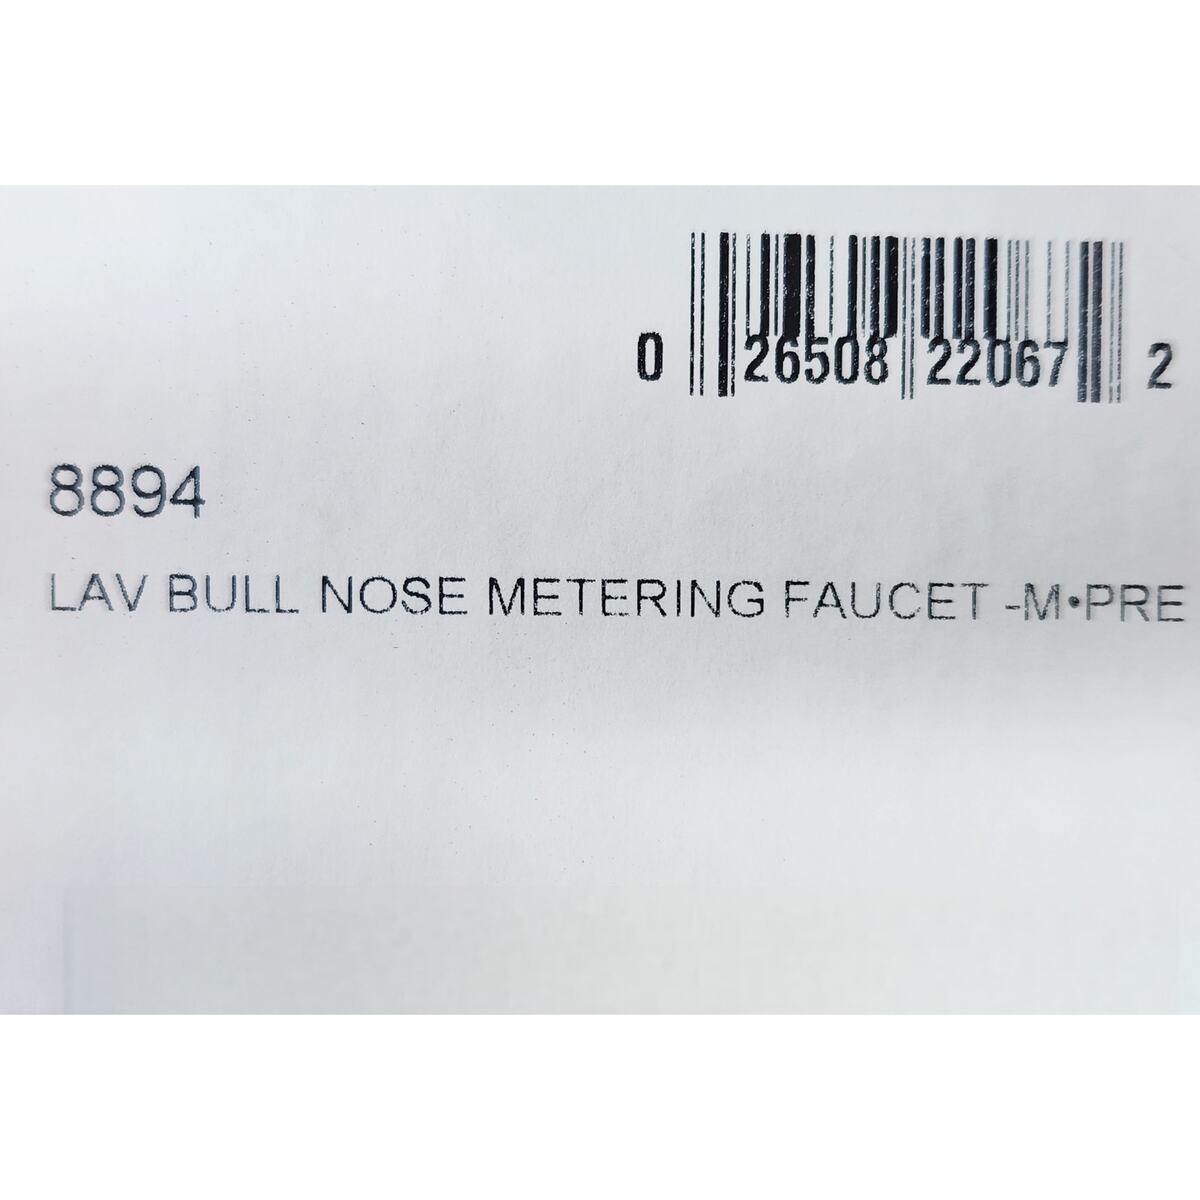 0 26508 22067 2
8894
LAV BULL NOSE METERING FAUCET -M•PRE